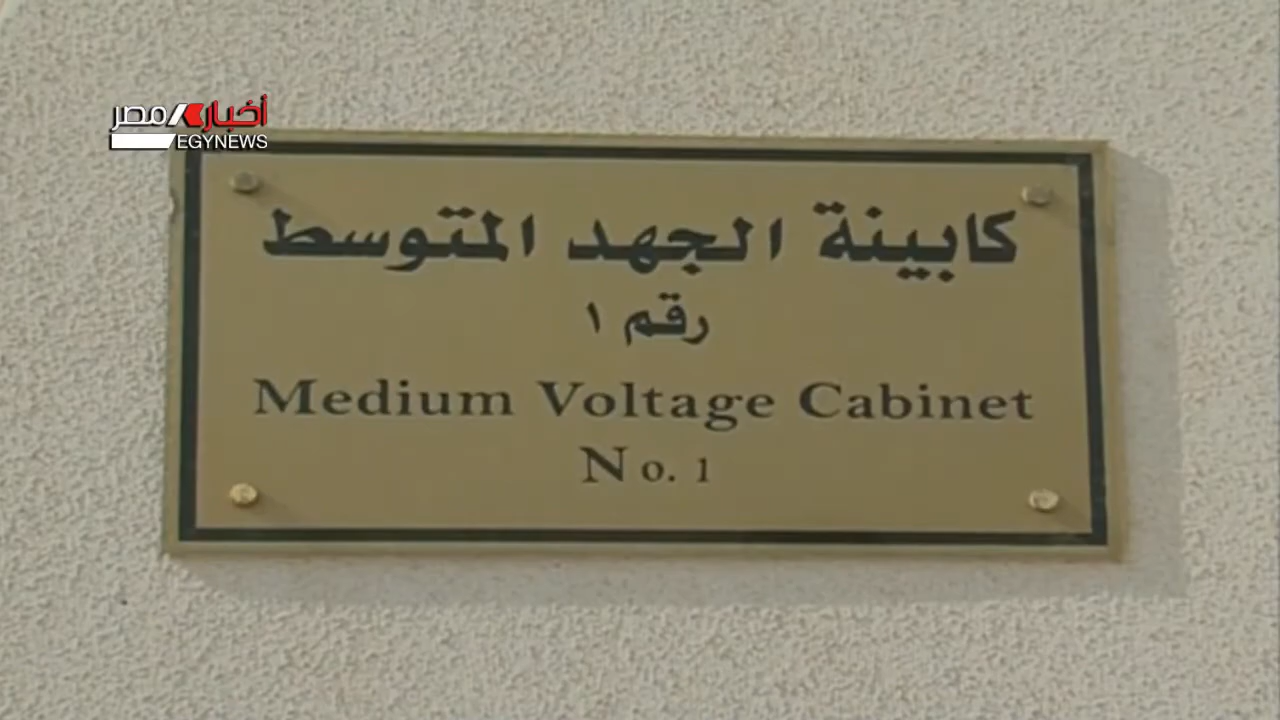 أخبار مصر
EGYNEWS
كابينة الجهد المتوسط
رقم ١
Medium Voltage Cabinet
No. 1